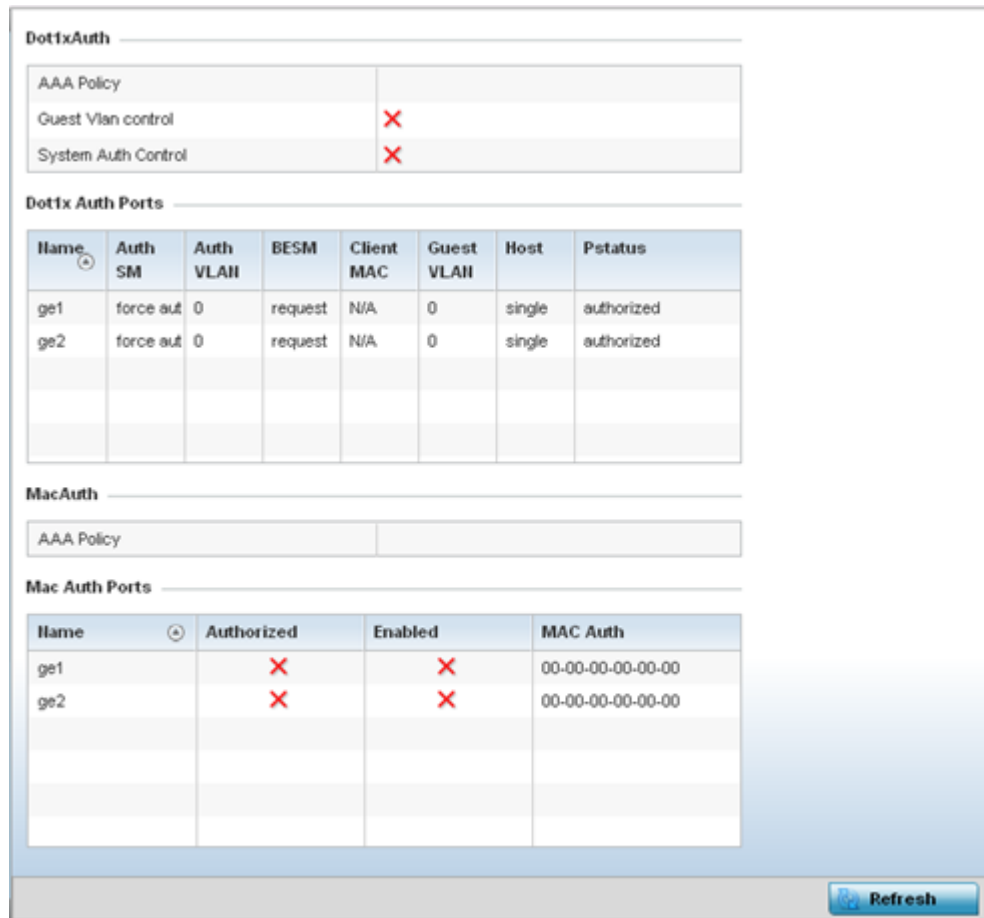 Dot1xAuth
AAA Policy
Guest Vlan control
System Auth Control
Dot1x Auth Ports
Name Auth SM Auth VLAN BESM Client MAC Guest VLAN Host Pstatus
ge1 force aut 0 request N/A 0 single authorized
ge2 force aut 0 request N/A 0 single authorized
MacAuth
AAA Policy
Mac Auth Ports
Name Authorized Enabled MAC Auth
ge1 00-00-00-00-00-00
ge2 00-00-00-00-00-00
Refresh